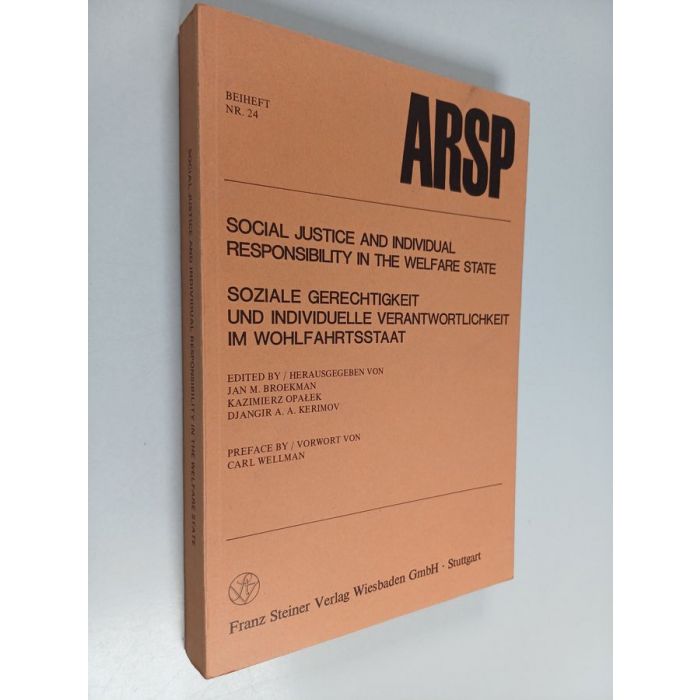 BEIHEFT
NR. 24
ARSP
SOCIAL JUSTICE AND INDIVIDUAL
RESPONSIBILITY IN THE WELFARE STATE
SOZIALE GERECHTIGKEIT
UND INDIVIDUELLE VERANTWORTLICHKEIT
IM WOHLFAHRTSSTAAT
EDITED BY / HERAUSGEGEBEN VON
JAN M. BROEKMAN
KAZIMIERZ OPAŁEK
DJANGIR A. A. KERIMOV
PREFACE BY / VORWORT VON
CARL WELLMAN
Franz Steiner Verlag Wiesbaden GmbH · Stuttgart
SOCIAL JUSTICE AND INDIVIDUAL RESPONSIBILITY IN THE WELFARE STATE